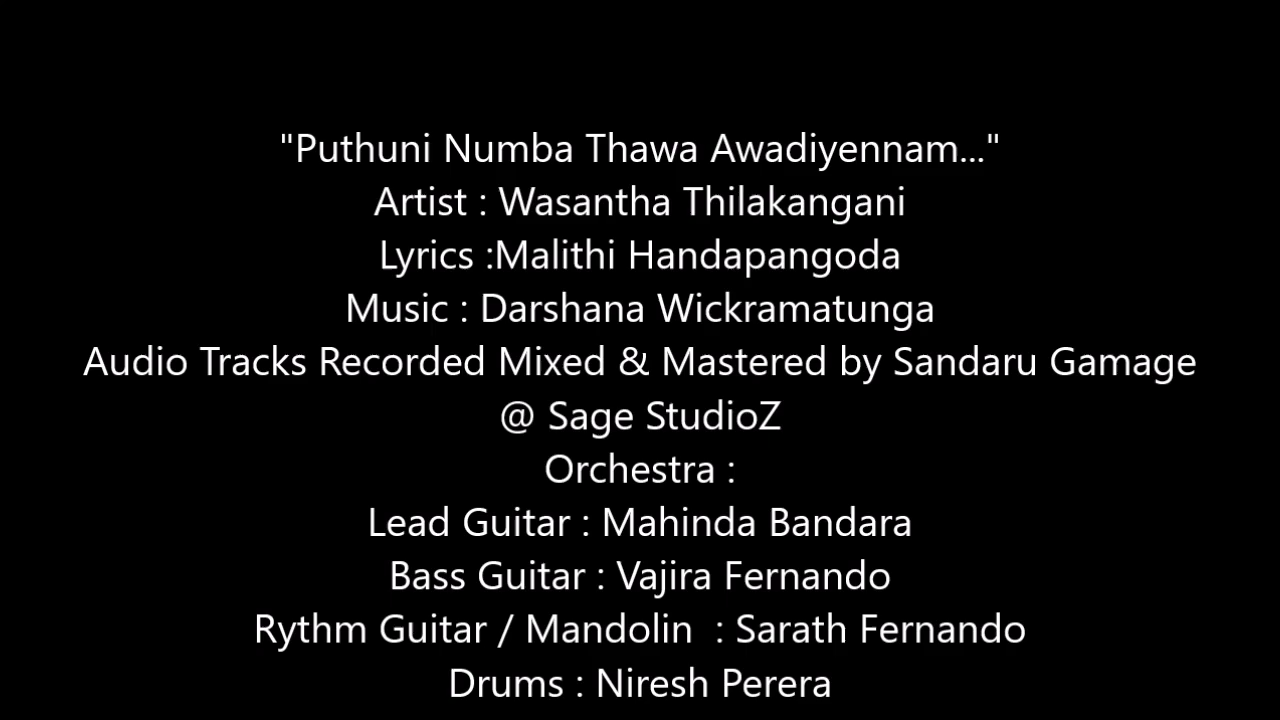 "Puthuni Numba Thawa Awadiyennam..."
Artist : Wasantha Thilakangani
Lyrics :Malithi Handapangoda
Music : Darshana Wickramatunga
Audio Tracks Recorded Mixed & Mastered by Sandaru Gamage
@ Sage StudioZ
Orchestra :
Lead Guitar : Mahinda Bandara
Bass Guitar : Vajira Fernando
Rythm Guitar / Mandolin  : Sarath Fernando
Drums : Niresh Perera